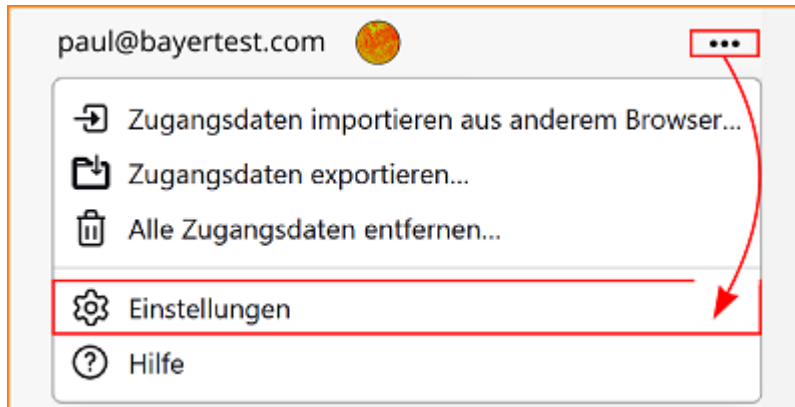 paul@bayertest.com
Zugangsdaten importieren aus anderem Browser...
Zugangsdaten exportieren...
Alle Zugangsdaten entfernen...
Einstellungen
Hilfe